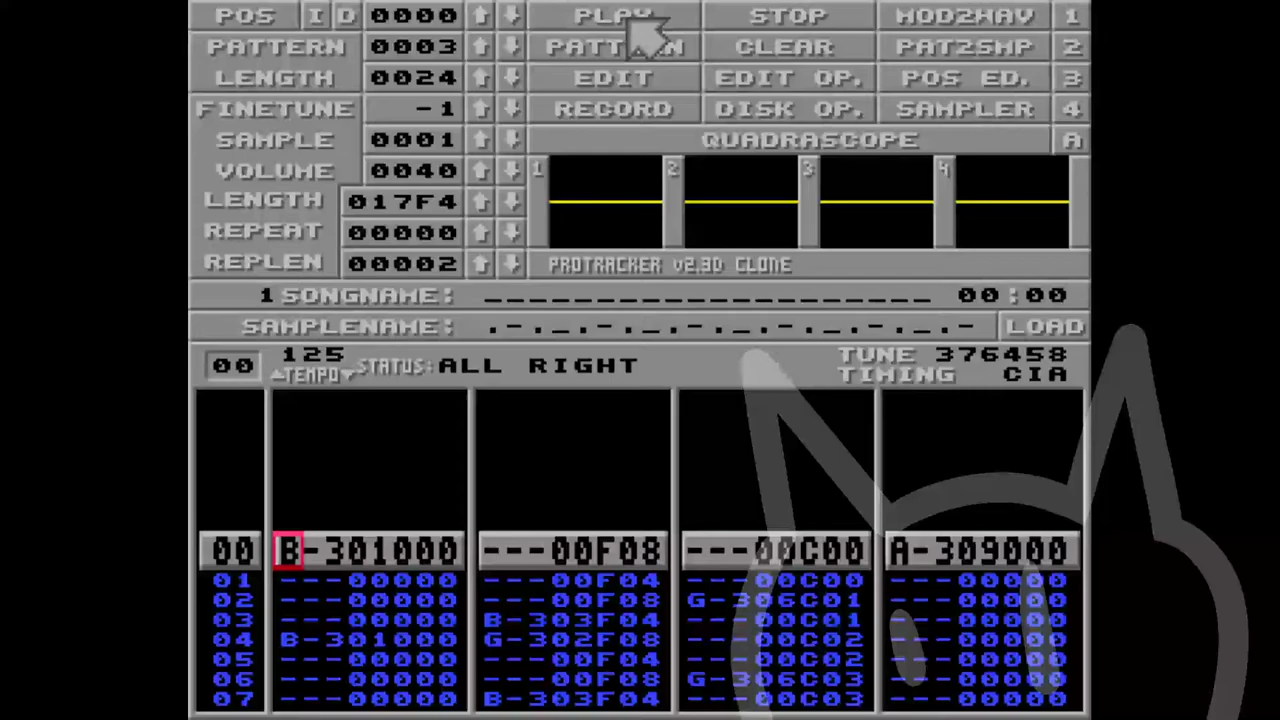 POS I D 0000 PLAY STOP MOD2WAV 1
PATTERN 0003 PATTERN CLEAR PAT2SMP 2
LENGTH 0024 EDIT EDIT OP. POS ED. 3
FINETUNE -1 RECORD DISK OP. SAMPLER 4
SAMPLE 0001 QUADRASCOPE A
VOLUME 0040 1 2 3 4
LENGTH 017F4
REPEAT 00000
REPLEN 00002 PROTRACKER V2.3D CLONE
1 SONGNAME: ____________________ 00:00
SAMPLENAME: .-._.-._.-._.-._.-._.- LOAD
00 125 TEMPO STATUS: ALL RIGHT TUNE 376458
TIMING CIA
00 B-301000 ---00F08 ---00C00 A-309000
01 ---00000 ---00F04 ---00C00 ---00000
02 ---00000 ---00F08 G-306C01 ---00000
03 ---00000 B-303F04 ---00C01 ---00000
04 B-301000 G-302F08 ---00C02 ---00000
05 ---00000 ---00F04 ---00C02 ---00000
06 ---00000 ---00F08 G-306C03 ---00000
07 ---00000 B-303F04 ---00C03 ---00000